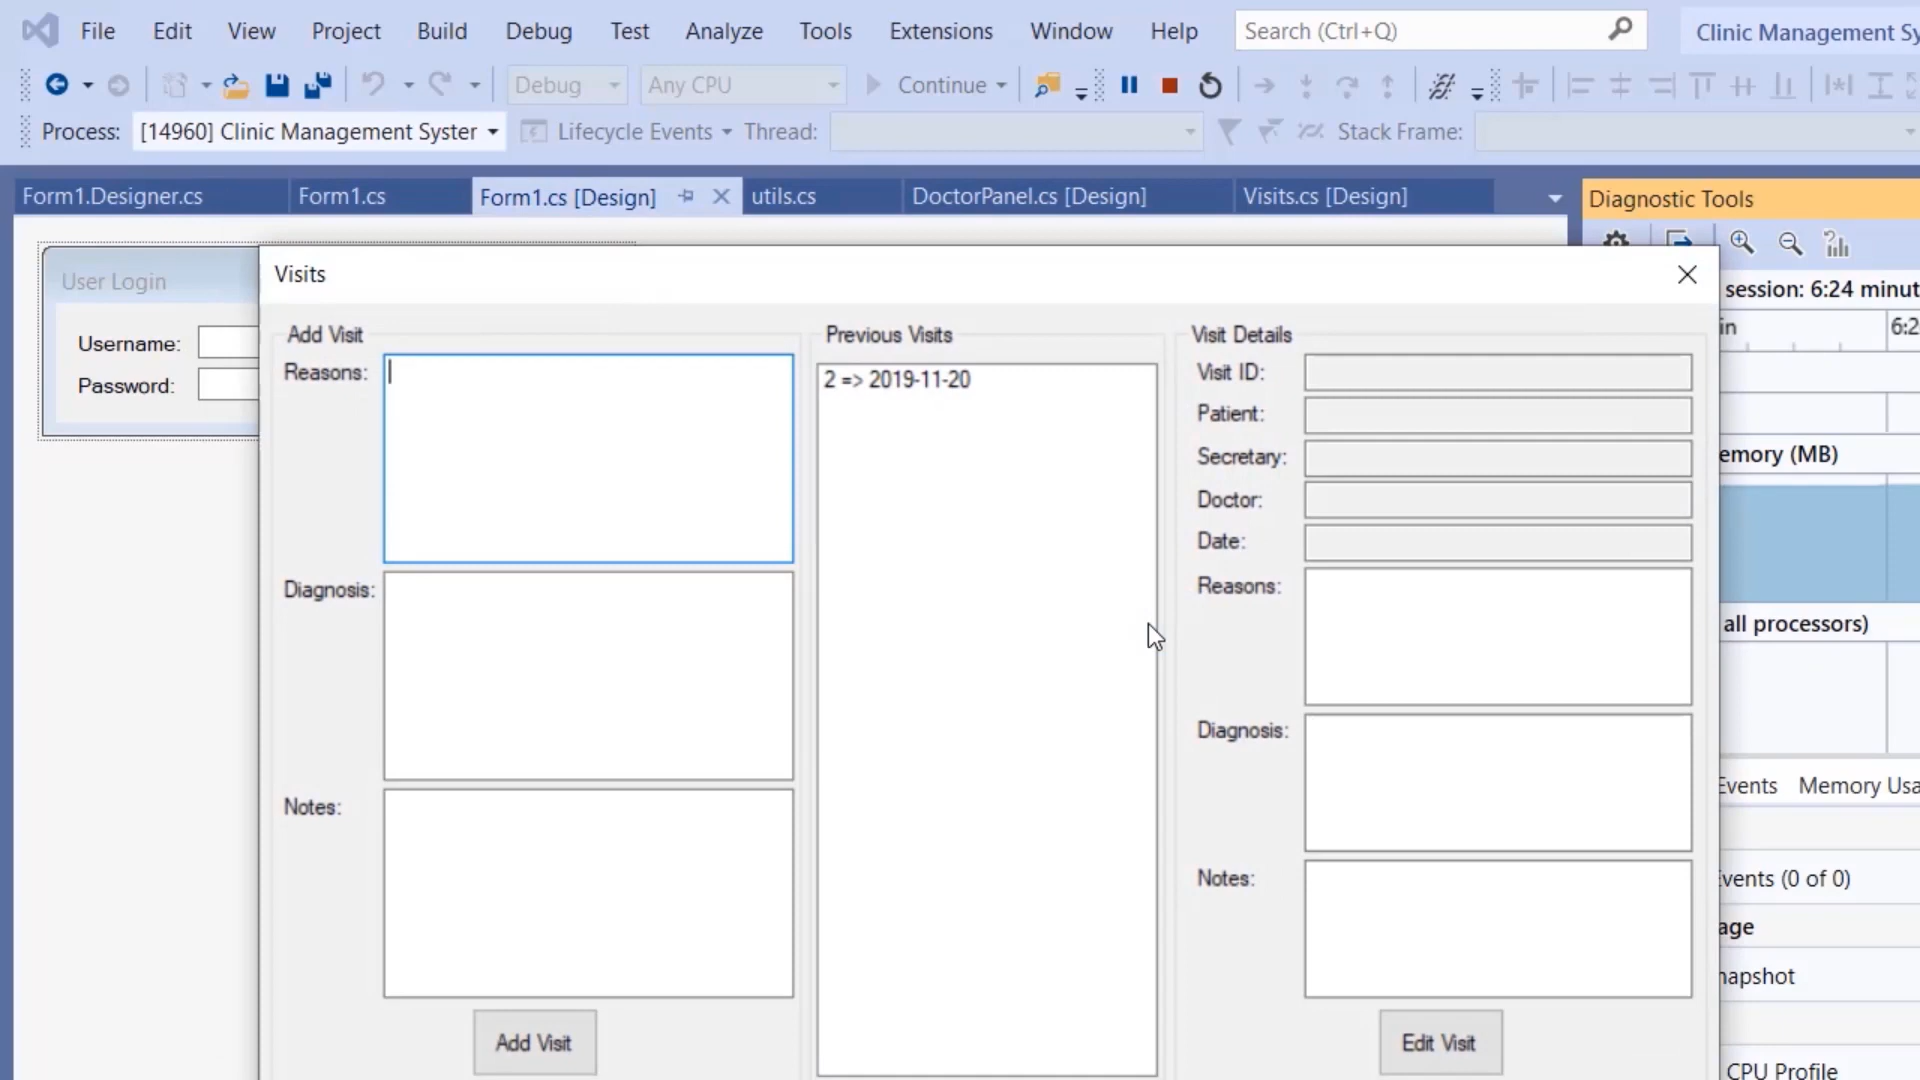 File Edit View Project Build Debug Test Analyze Tools Extensions Window Help Search (Ctrl+Q) Clinic Management Sy
Debug Any CPU Continue
Process: [14960] Clinic Management Syster Lifecycle Events Thread: Stack Frame:
Form1.Designer.cs Form1.cs Form1.cs [Design] utils.cs DoctorPanel.cs [Design] Visits.cs [Design] Diagnostic Tools
User Login
Username:
Password:
Visits
Add Visit
Reasons:
Diagnosis:
Notes:
Add Visit
Previous Visits
2 => 2019-11-20
Visit Details
Visit ID:
Patient:
Secretary:
Doctor:
Date:
Reasons:
Diagnosis:
Notes:
Edit Visit
session: 6:24 minut
in 6:2
emory (MB)
all processors)
Events Memory Usa
Events (0 of 0)
age
napshot
CPU Profile